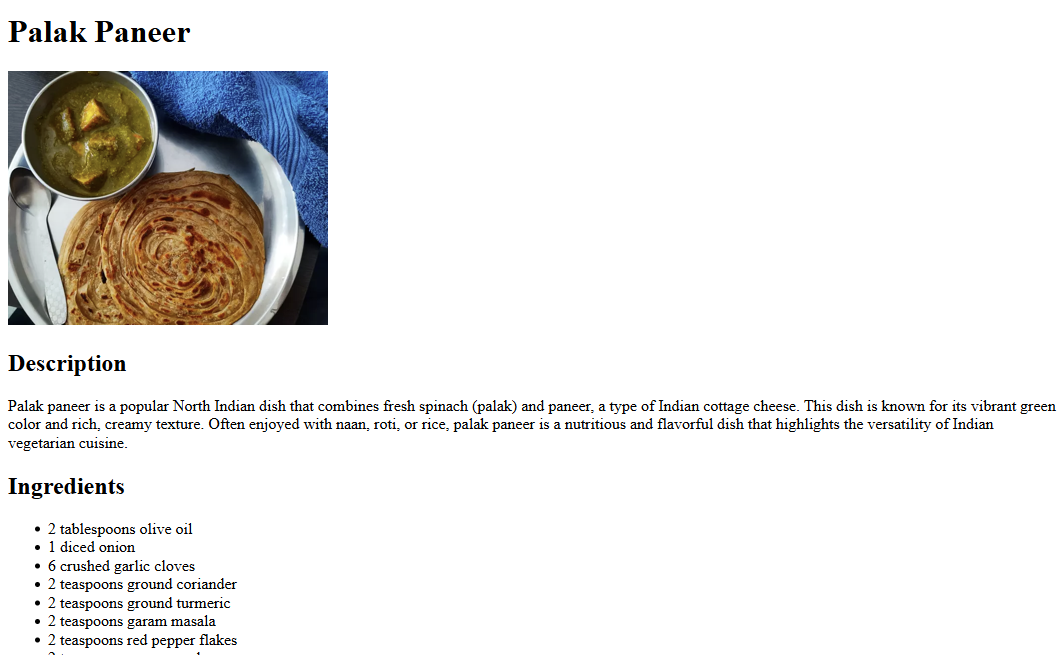 Palak Paneer
Description
Palak paneer is a popular North Indian dish that combines fresh spinach (palak) and paneer, a type of Indian cottage cheese. This dish is known for its vibrant green
color and rich, creamy texture. Often enjoyed with naan, roti, or rice, palak paneer is a nutritious and flavorful dish that highlights the versatility of Indian
vegetarian cuisine.
Ingredients
• 2 tablespoons olive oil
• 1 diced onion
• 6 crushed garlic cloves
• 2 teaspoons ground coriander
• 2 teaspoons ground turmeric
• 2 teaspoons garam masala
• 2 teaspoons red pepper flakes